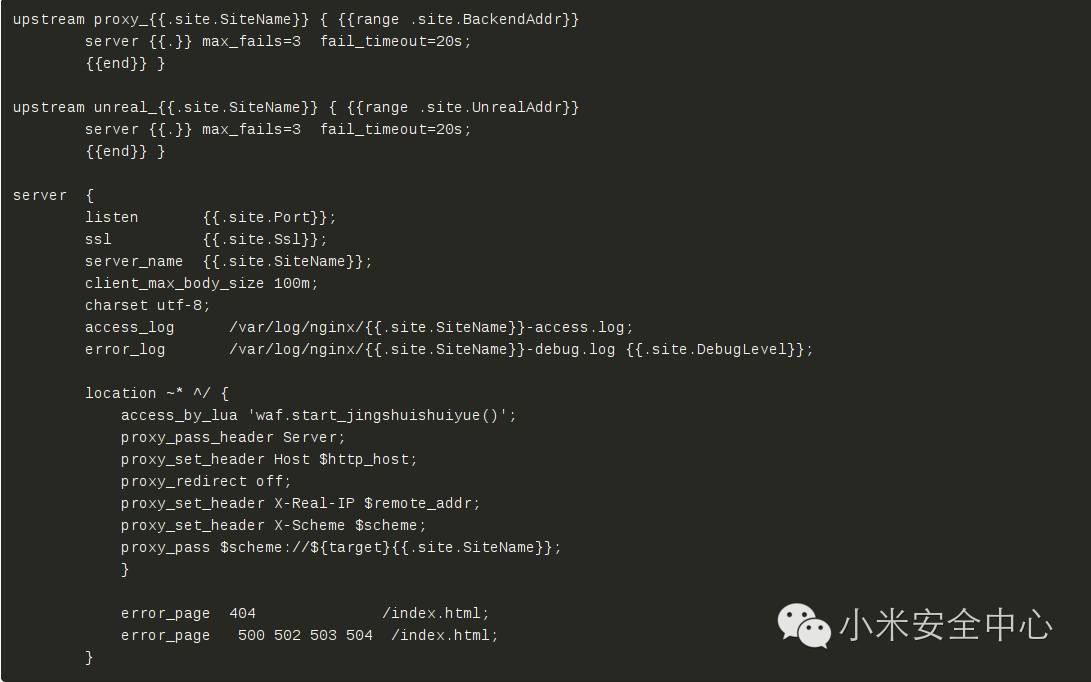 upstream proxy_{{.site.SiteName}} { {{range .site.BackendAddr}}
        server {{.}} max_fails=3  fail_timeout=20s;
        {{end}} }
upstream unreal_{{.site.SiteName}} { {{range .site.UnrealAddr}}
        server {{.}} max_fails=3  fail_timeout=20s;
        {{end}} }
server  {
        listen       {{.site.Port}};
        ssl          {{.site.Ssl}};
        server_name  {{.site.SiteName}};
        client_max_body_size 100m;
        charset utf-8;
        access_log      /var/log/nginx/{{.site.SiteName}}-access.log;
        error_log       /var/log/nginx/{{.site.SiteName}}-debug.log {{.site.DebugLevel}};
        location ~* ^/ {
            access_by_lua 'waf.start_jingshuishuiyue()';
            proxy_pass_header Server;
            proxy_set_header Host $http_host;
            proxy_redirect off;
            proxy_set_header X-Real-IP $remote_addr;
            proxy_set_header X-Scheme $scheme;
            proxy_pass $scheme://${target}{{.site.SiteName}};
            }
            error_page  404              /index.html;
            error_page   500 502 503 504  /index.html;
        }
小米安全中心